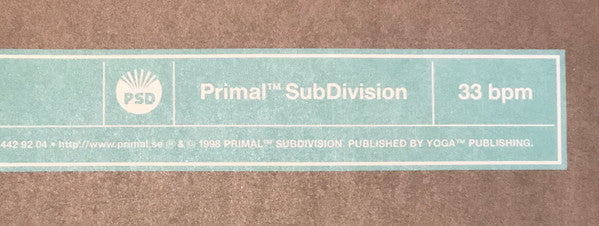 PSD
Primal™ SubDivision
33 bpm
442 92 04 • http://www.primal.se ℗ & © 1998 PRIMAL™ SUBDIVISION PUBLISHED BY YOGA™ PUBLISHING.